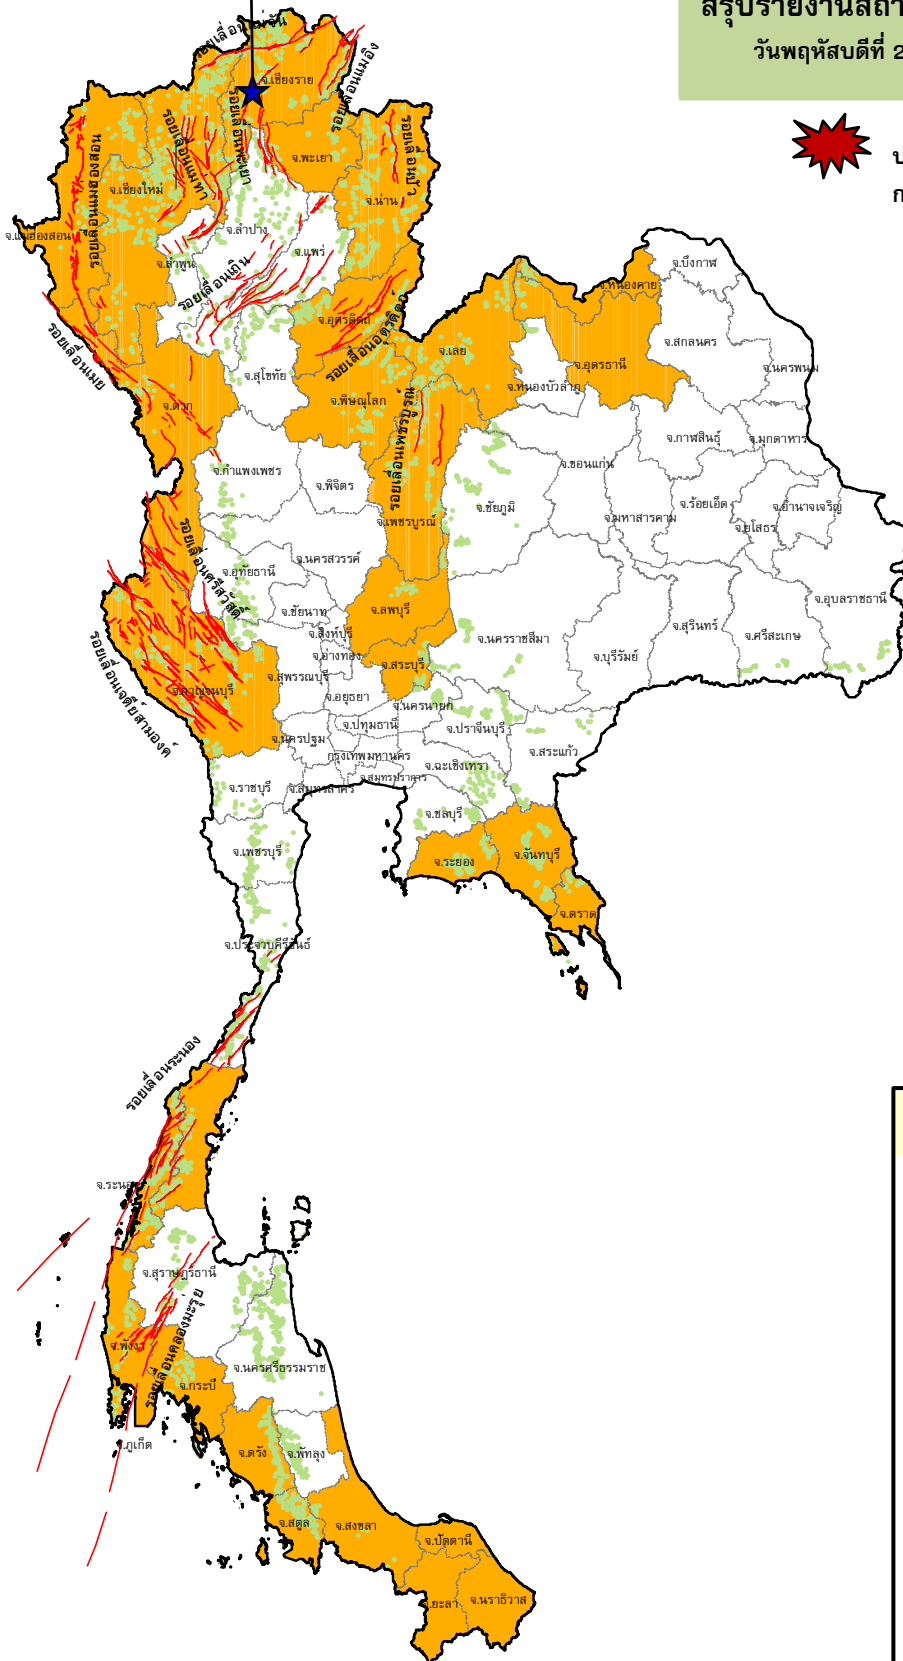 สรุปรายงานสถา
วันพฤหัสบดีที่ 2
รอยเลื่อนแม่จัน
จ.เชียงราย
รอยเลื่อนแม่อิง
รอยเลื่อนพะเยา
รอยเลื่อนแม่ทา
รอยเลื่อนแม่ฮ่องสอน
รอยเลื่อนปัว
จ.พะเยา
จ.เชียงใหม่
จ.น่าน
จ.แม่ฮ่องสอน
จ.ลำปาง
จ.แพร่
จ.ลำพูน
รอยเลื่อนเถิน
จ.บึงกาฬ
จ.หนองคาย
จ.อุตรดิตถ์
รอยเลื่อนอุตรดิตถ์
จ.สกลนคร
จ.เลย
จ.อุดรธานี
จ.นครพนม
รอยเลื่อนเมย
จ.สุโขทัย
จ.หนองบัวลำภู
จ.ตาก
จ.พิษณุโลก
รอยเลื่อนเพชรบูรณ์
จ.กาฬสินธุ์
จ.มุกดาหาร
จ.กำแพงเพชร
จ.พิจิตร
จ.ขอนแก่น
จ.ชัยภูมิ
จ.ร้อยเอ็ด
จ.อำนาจเจริญ
จ.เพชรบูรณ์
จ.มหาสารคาม
จ.ยโสธร
รอยเลื่อนศรีสวัสดิ์
จ.นครสวรรค์
จ.อุทัยธานี
จ.อุบลราชธานี
จ.ชัยนาท
จ.ลพบุรี
จ.สิงห์บุรี
จ.นครราชสีมา
จ.สุรินทร์
จ.ศรีสะเกษ
จ.อ่างทอง
จ.สระบุรี
จ.บุรีรัมย์
จ.สุพรรณบุรี
จ.กาญจนบุรี
รอยเลื่อนเจดีย์สามองค์
จ.อยุธยา
จ.นครนายก
จ.ปทุมธานี
จ.ปราจีนบุรี
จ.นครปฐม
จ.สระแก้ว
กรุงเทพมหานคร
จ.ฉะเชิงเทรา
จ.สมุทรปราการ
จ.ราชบุรี
จ.สมุทรสาคร
จ.ชลบุรี
จ.เพชรบุรี
จ.ระยอง
จ.จันทบุรี
จ.ตราด
จ.ประจวบคีรีขันธ์
รอยเลื่อนระนอง
จ.ระนอง
จ.สุราษฎร์ธานี
รอยเลื่อนคลองมะรุ่ย
จ.พังงา
จ.นครศรีธรรมราช
จ.กระบี่
จ.ภูเก็ต
จ.ตรัง
จ.พัทลุง
จ.สตูล
จ.สงขลา
จ.ปัตตานี
จ.ยะลา
จ.นราธิวาส